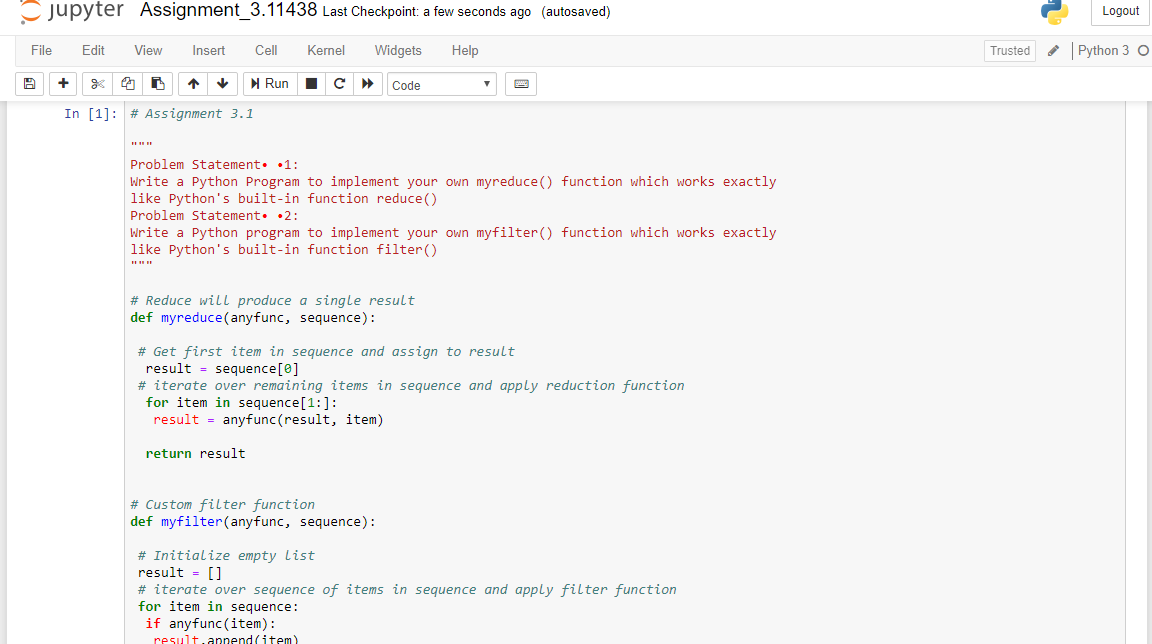 jupyter Assignment_3.11438 Last Checkpoint: a few seconds ago (autosaved) Logout
File Edit View Insert Cell Kernel Widgets Help Trusted Python 3
Run Code
In [1]: # Assignment 3.1
"""
Problem Statement• •1:
Write a Python Program to implement your own myreduce() function which works exactly
like Python's built-in function reduce()
Problem Statement• •2:
Write a Python program to implement your own myfilter() function which works exactly
like Python's built-in function filter()
"""
# Reduce will produce a single result
def myreduce(anyfunc, sequence):
# Get first item in sequence and assign to result
result = sequence[0]
# iterate over remaining items in sequence and apply reduction function
for item in sequence[1:]:
result = anyfunc(result, item)
return result
# Custom filter function
def myfilter(anyfunc, sequence):
# Initialize empty list
result = []
# iterate over sequence of items in sequence and apply filter function
for item in sequence:
if anyfunc(item):
result.append(item)